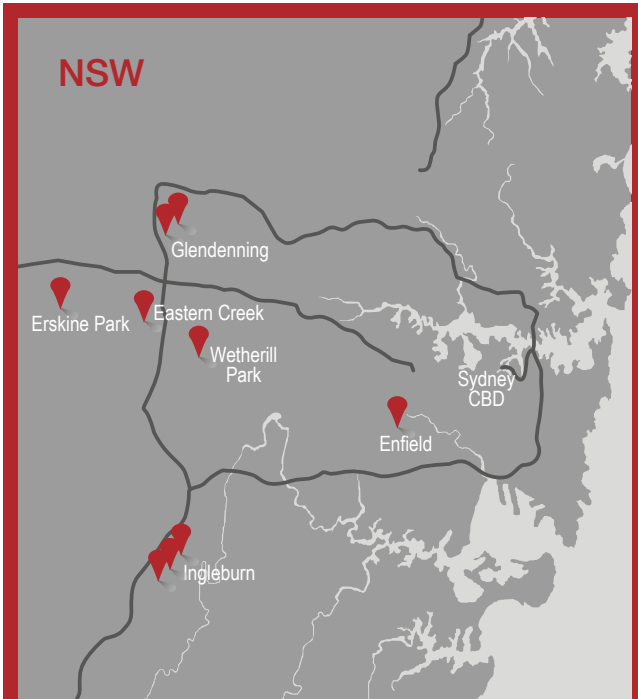 NSW
Glendenning
Eastern Creek
Erskine Park
Wetherill
Park
Sydney
CBD
Enfield
Ingleburn